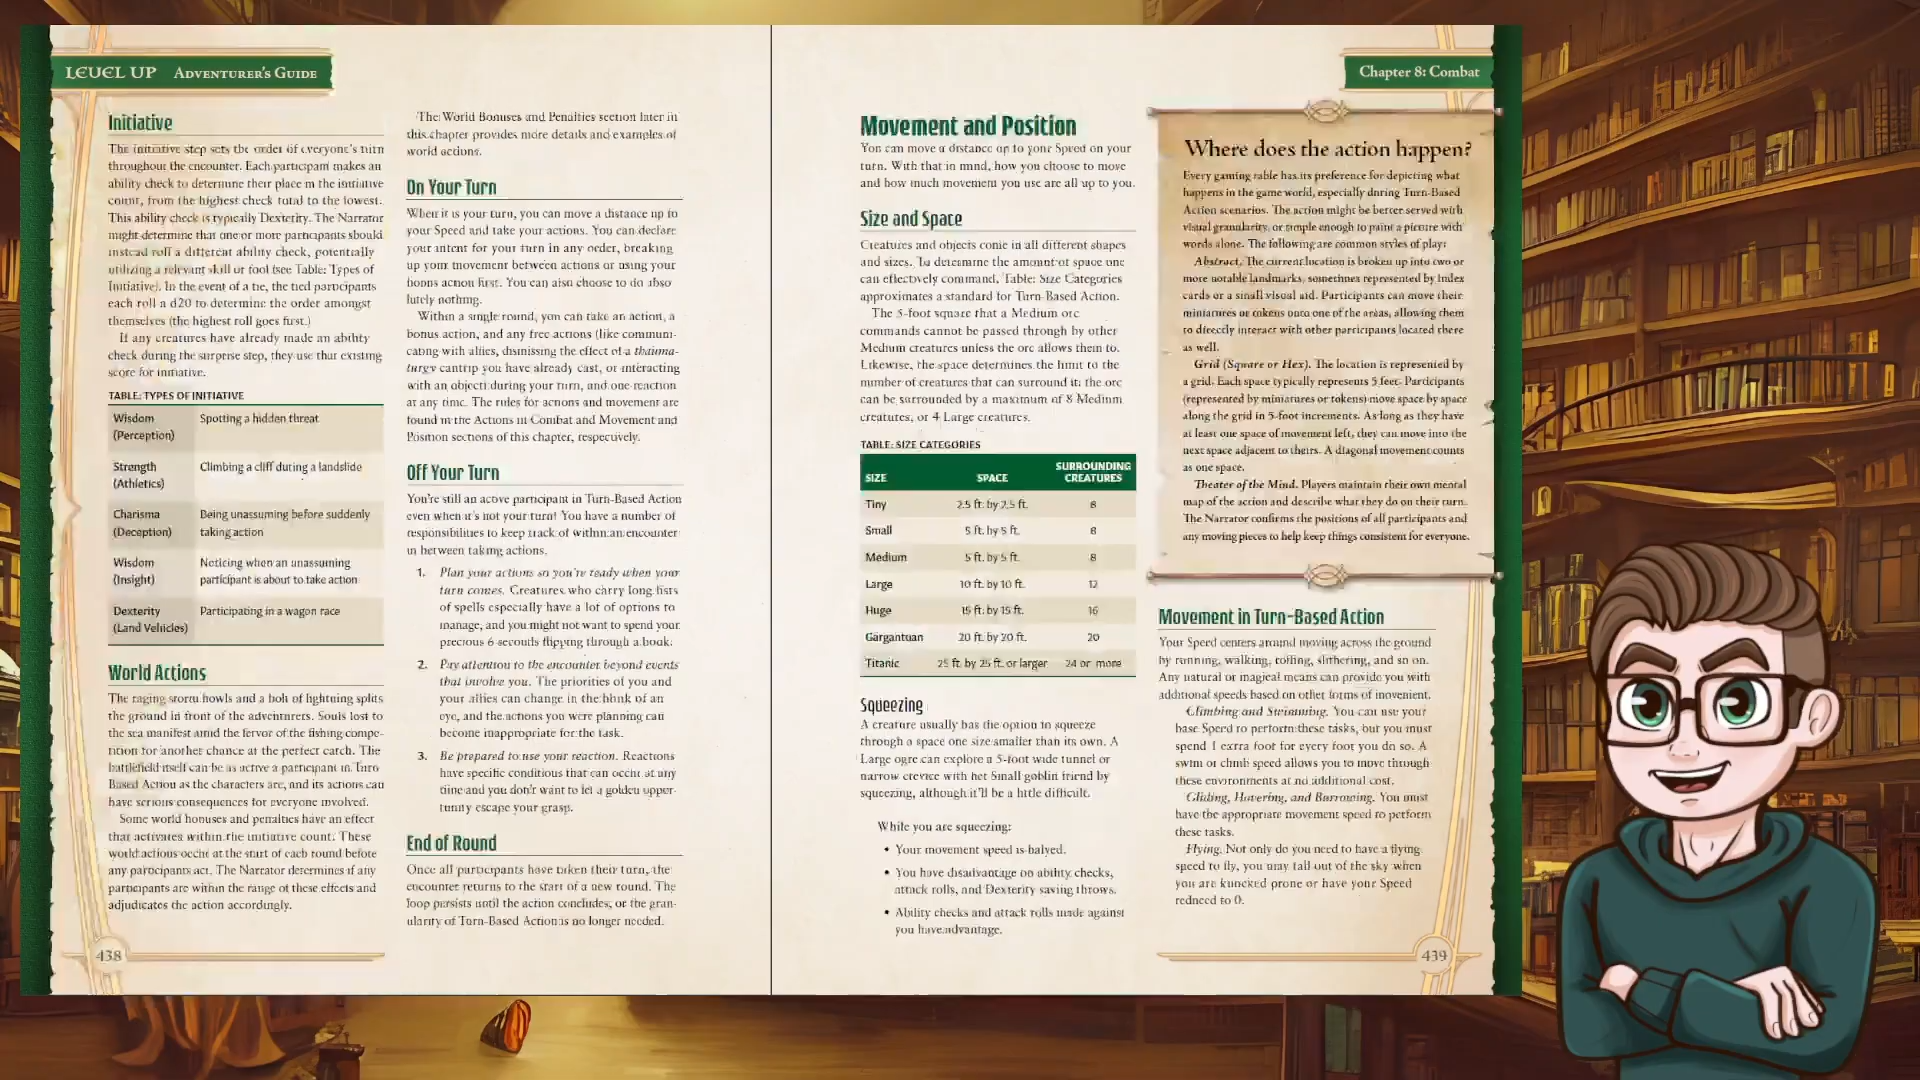 LEVEL UP ADVENTURER'S GUIDE
Initiative
The initiative step sets the order of everyone's turn
throughout the encounter. Each participant makes an
ability check to determine their place in the initiative
count, from the highest check total to the lowest.
This ability check is typically Dexterity. The Narrator
might determine that one or more participants should
instead roll a different ability check, potentially
utilizing a relevant skill or tool (see Table: Types of
Initiative). In the event of a tie, the tied participants
each roll a d20 to determine the order amongst
themselves (the highest roll goes first.)
If any creatures have already made an ability
check during the surprise step, they use that existing
score for initiative.
TABLE: TYPES OF INITIATIVE
Wisdom (Perception) Spotting a hidden threat
Strength (Athletics) Climbing a cliff during a landslide
Charisma Being unassuming before suddenly
(Deception) taking action
Wisdom Noticing when an unassuming
(Insight) participant is about to take action
Dexterity Participating in a wagon race
(Land Vehicles)
World Actions
The raging storm howls and a bolt of lightning splits
the ground in front of the adventurers. Souls lost to
the sea manifest amid the fervor of the fishing compe-
tition for another chance at the perfect catch. The
battlefield itself can be as active a participant in Turn
Based Action as the characters are, and its actions can
have serious consequences for everyone involved.
Some world bonuses and penalties have an effect
that activates within the initiative count. These
world actions occur at the start of each round before
any participants act. The Narrator determines if any
participants are within the range of these effects and
adjudicates the action accordingly.
438
The World Bonuses and Penalties section later in
this chapter provides more details and examples of
world actions.
On Your Turn
When it is your turn, you can move a distance up to
your Speed and take your actions. You can declare
your intent for your turn in any order, breaking
up your movement between actions or using your
bonus action first. You can also choose to do abso
lutely nothing.
Within a single round, you can take an action, a
bonus action, and any free actions (like communi-
cating with allies, dismissing the effect of a thauma-
turgy cantrip you have already cast, or interacting
with an object) during your turn, and one reaction
at any time. The rules for actions and movement are
found in the Actions in Combat and Movement and
Position sections of this chapter, respectively.
Off Your Turn
You're still an active participant in Turn-Based Action
even when it's not your turn! You have a number of
responsibilities to keep track of within an encounter
in between taking actions.
1. Plan your actions so you're ready when your
turn comes. Creatures who carry long lists
of spells especially have a lot of options to
manage, and you might not want to spend your
precious 6 seconds flipping through a book.
2. Pay attention to the encounter beyond events
that involve you. The priorities of you and
your allies can change in the blink of an
eye, and the actions you were planning can
become inappropriate for the task.
3. Be prepared to use your reaction. Reactions
have specific conditions that can occur at any
time and you don't want to let a golden oppor-
tunity escape your grasp.
End of Round
Once all participants have taken their turn, the
encounter returns to the start of a new round. The
loop persists until the action concludes, or the gran-
ularity of Turn-Based Action is no longer needed.
Chapter 8: Combat
Movement and Position
You can move a distance up to your Speed on your
turn. With that in mind, how you choose to move
and how much movement you use are all up to you.
Size and Space
Creatures and objects come in all different shapes
and sizes. To determine the amount of space one
can effectively command, Table: Size Categories
approximates a standard for Turn-Based Action.
The 5-foot square that a Medium orc
commands cannot be passed through by other
Medium creatures unless the orc allows them to.
Likewise, the space determines the limit to the
number of creatures that can surround it: the orc
can be surrounded by a maximum of 8 Medium
creatures, or 4 Large creatures.
TABLE: SIZE CATEGORIES
SIZE SPACE SURROUNDING CREATURES
Tiny 2.5 ft. by 2.5 ft. 8
Small 5 ft. by 5 ft. 8
Medium 5 ft. by 5 ft. 8
Large 10 ft. by 10 ft. 12
Huge 15 ft. by 15 ft. 16
Gargantuan 20 ft. by 20 ft. 20
Titanic 25 ft. by 25 ft. or larger 24 or more
Squeezing
A creature usually has the option to squeeze
through a space one size smaller than its own. A
Large ogre can explore a 5-foot wide tunnel or
narrow crevice with her Small goblin friend by
squeezing, although it'll be a little difficult.
While you are squeezing:
• Your movement speed is halved.
• You have disadvantage on ability checks,
attack rolls, and Dexterity saving throws.
• Ability checks and attack rolls made against
you have advantage.
Where does the action happen?
Every gaming table has its preference for depicting what
happens in the game world, especially during Turn-Based
Action scenarios. The action might be better served with
visual granularity, or simple enough to paint a picture with
words alone. The following are common styles of play:
Abstract. The current location is broken up into two or
more notable landmarks, sometimes represented by index
cards or a small visual aid. Participants can move their
miniatures or tokens onto one of the areas, allowing them
to directly interact with other participants located there
as well.
Grid (Square or Hex). The location is represented by
a grid. Each space typically represents 5 feet. Participants
(represented by miniatures or tokens) move space by space
along the grid in 5-foot increments. As long as they have
at least one space of movement left, they can move into the
next space adjacent to theirs. A diagonal movement counts
as one space.
Theater of the Mind. Players maintain their own mental
map of the action and describe what they do on their turn.
The Narrator confirms the positions of all participants and
any moving pieces to help keep things consistent for everyone.
Movement in Turn-Based Action
Your Speed centers around moving across the ground
by running, walking, rolling, slithering, and so on.
Any natural or magical means can provide you with
additional speeds based on other forms of movement.
Climbing and Swimming. You can use your
base Speed to perform these tasks, but you must
spend 1 extra foot for every foot you do so. A
swim or climb speed allows you to move through
these environments at no additional cost.
Gliding, Hovering, and Burrowing. You must
have the appropriate movement speed to perform
these tasks.
Flying. Not only do you need to have a flying
speed to fly, you may fall out of the sky when
you are knocked prone or have your Speed
reduced to 0.
439